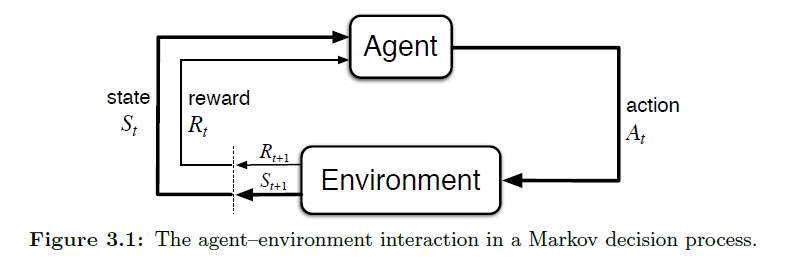 Agent
state
S_t
reward
R_t
action
A_t
R_{t+1}
S_{t+1}
Environment
Figure 3.1: The agent–environment interaction in a Markov decision process.